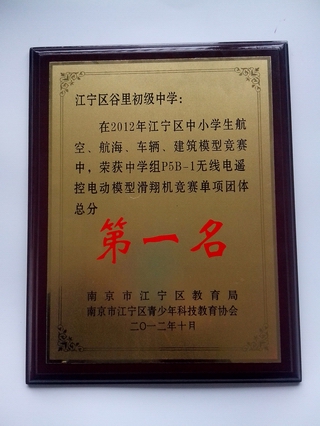 江宁区谷里初级中学：
在2012年江宁区中小学生航
空、航海、车辆、建筑模型竞赛
中，荣获中学组P5B-1无线电遥
控电动模型滑翔机竞赛单项团体
总分
第一名
南京市江宁区教育局
南京市江宁区青少年科技教育协会
二〇一二年十月